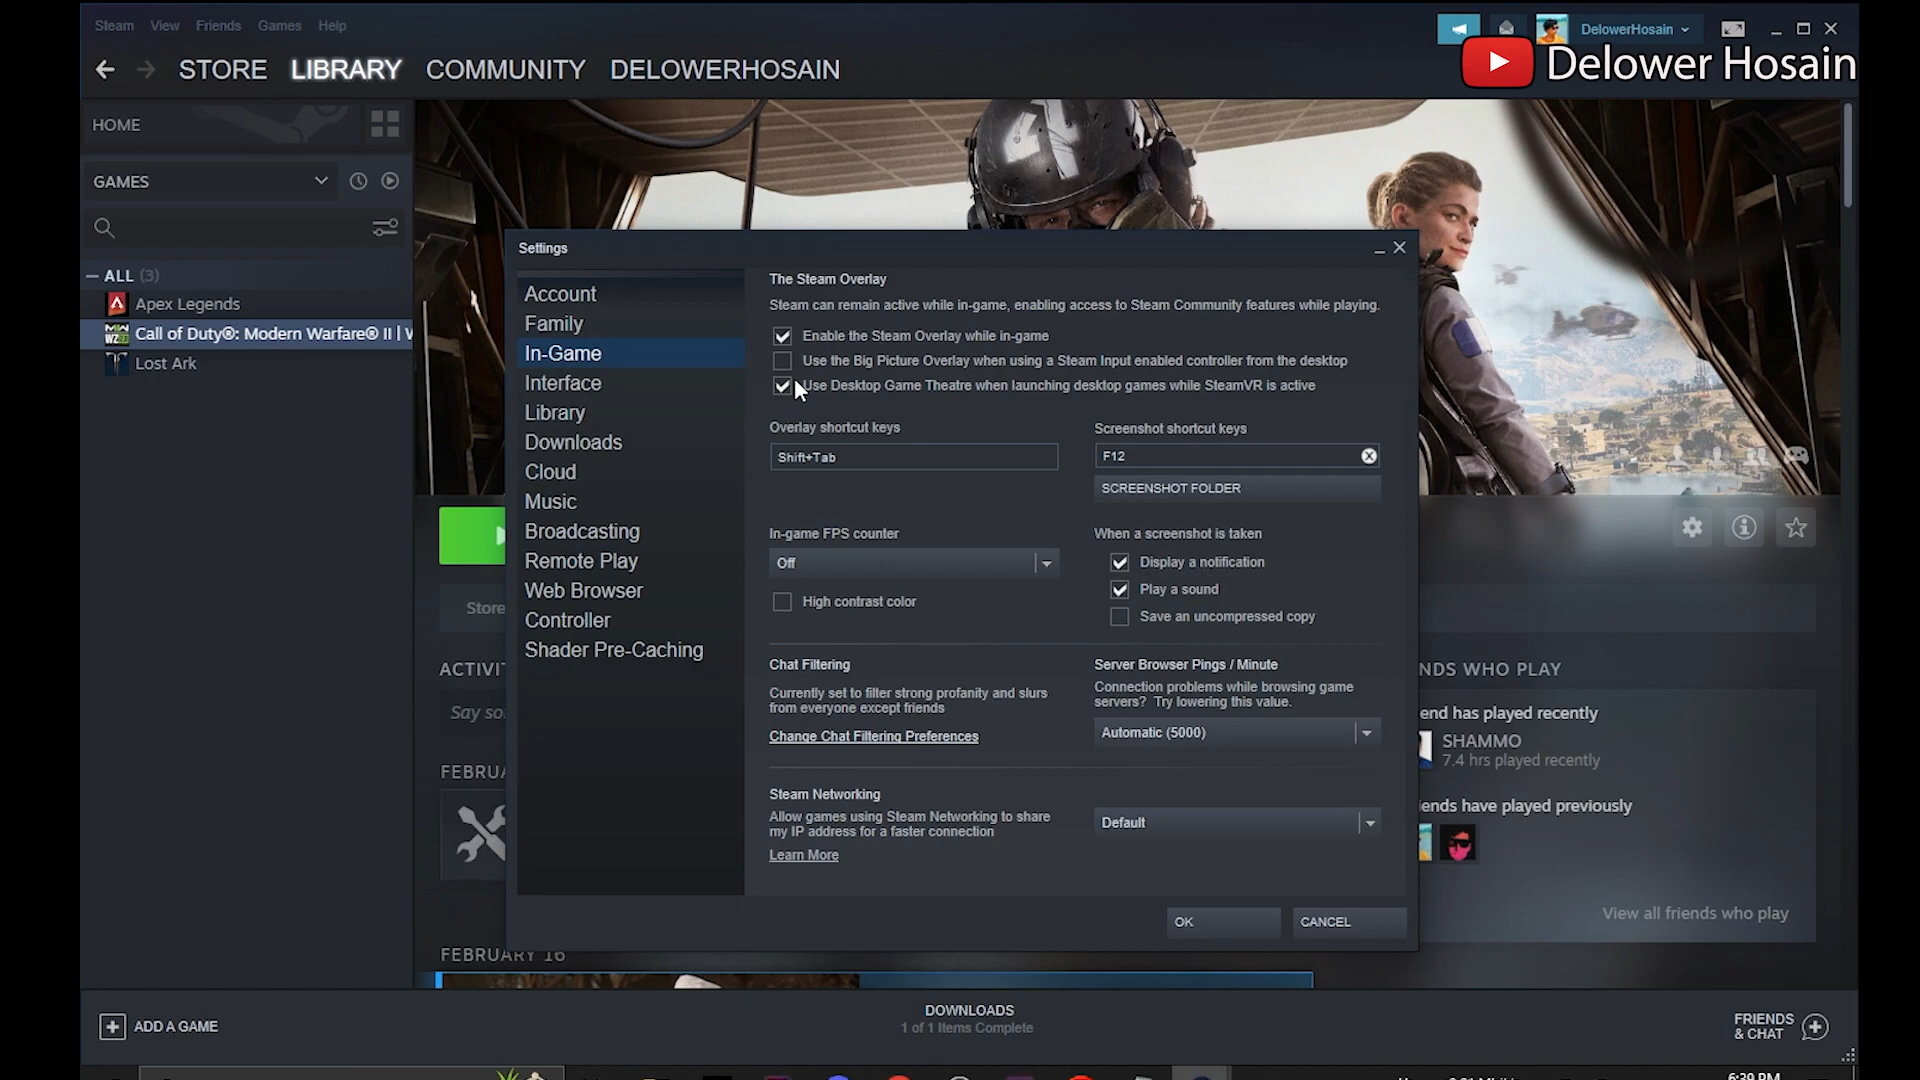 Steam View Friends Games Help
DelowerHosain
Delower Hosain
STORE LIBRARY COMMUNITY DELOWERHOSAIN
HOME
GAMES
ALL (3)
Apex Legends
Call of Duty®: Modern Warfare® II |
Lost Ark
Settings
Account
Family
In-Game
Interface
Library
Downloads
Cloud
Music
Broadcasting
Remote Play
Web Browser
Controller
Shader Pre-Caching
The Steam Overlay
Steam can remain active while in-game, enabling access to Steam Community features while playing.
Enable the Steam Overlay while in-game
Use the Big Picture Overlay when using a Steam Input enabled controller from the desktop
Use Desktop Game Theatre when launching desktop games while SteamVR is active
Overlay shortcut keys
Shift+Tab
Screenshot shortcut keys
F12
SCREENSHOT FOLDER
In-game FPS counter
Off
High contrast color
When a screenshot is taken
Display a notification
Play a sound
Save an uncompressed copy
Chat Filtering
Currently set to filter strong profanity and slurs
from everyone except friends
Change Chat Filtering Preferences
Server Browser Pings / Minute
Connection problems while browsing game
servers? Try lowering this value.
Automatic (5000)
Steam Networking
Allow games using Steam Networking to share
my IP address for a faster connection
Learn More
Default
OK
CANCEL
Store
ACTIVIT
Say so
FEBRUA
FEBRUARY 16
NDS WHO PLAY
end has played recently
SHAMMO
7.4 hrs played recently
iends have played previously
View all friends who play
ADD A GAME
DOWNLOADS
1 of 1 Items Complete
FRIENDS
& CHAT
6:39 PM